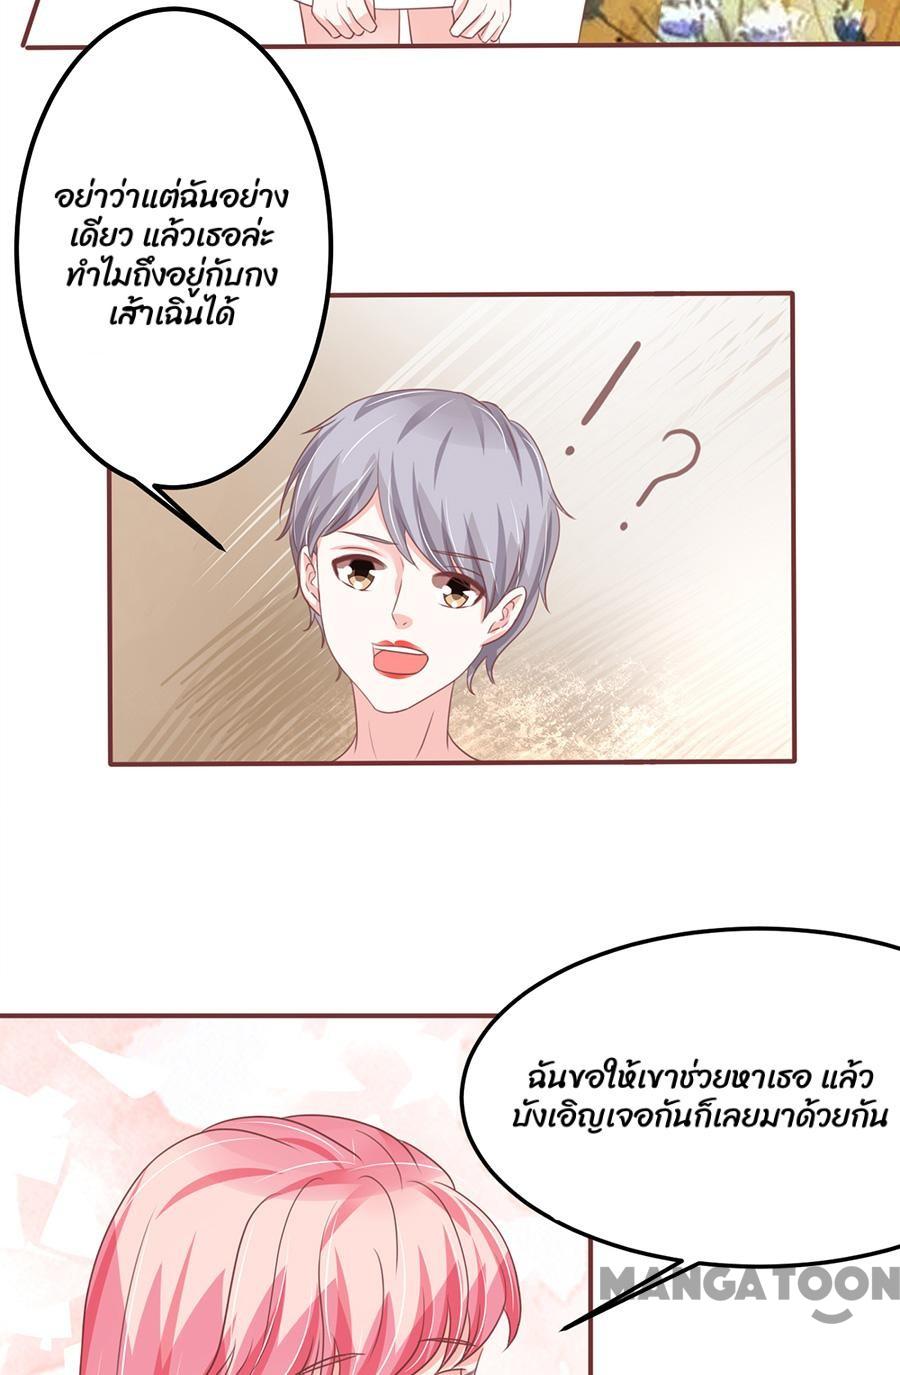 อย่าว่าแต่ฉันอย่าง
เดียว แล้วเธอล่ะ
ทำไมถึงอยู่กับกง
เส้าเฉินได้
! ?
ฉันขอให้เขาช่วยหาเธอ แล้ว
บังเอิญเจอกันก็เลยมาด้วยกัน
MANGATOON